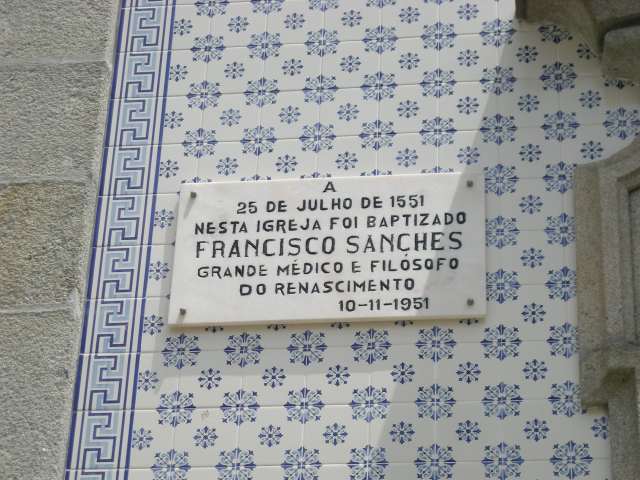 A
25 DE JULHO DE 1551
NESTA IGREJA FOI BAPTIZADO
FRANCISCO SANCHES
GRANDE MÉDICO E FILÓSOFO
DO RENASCIMENTO
10-11-1951